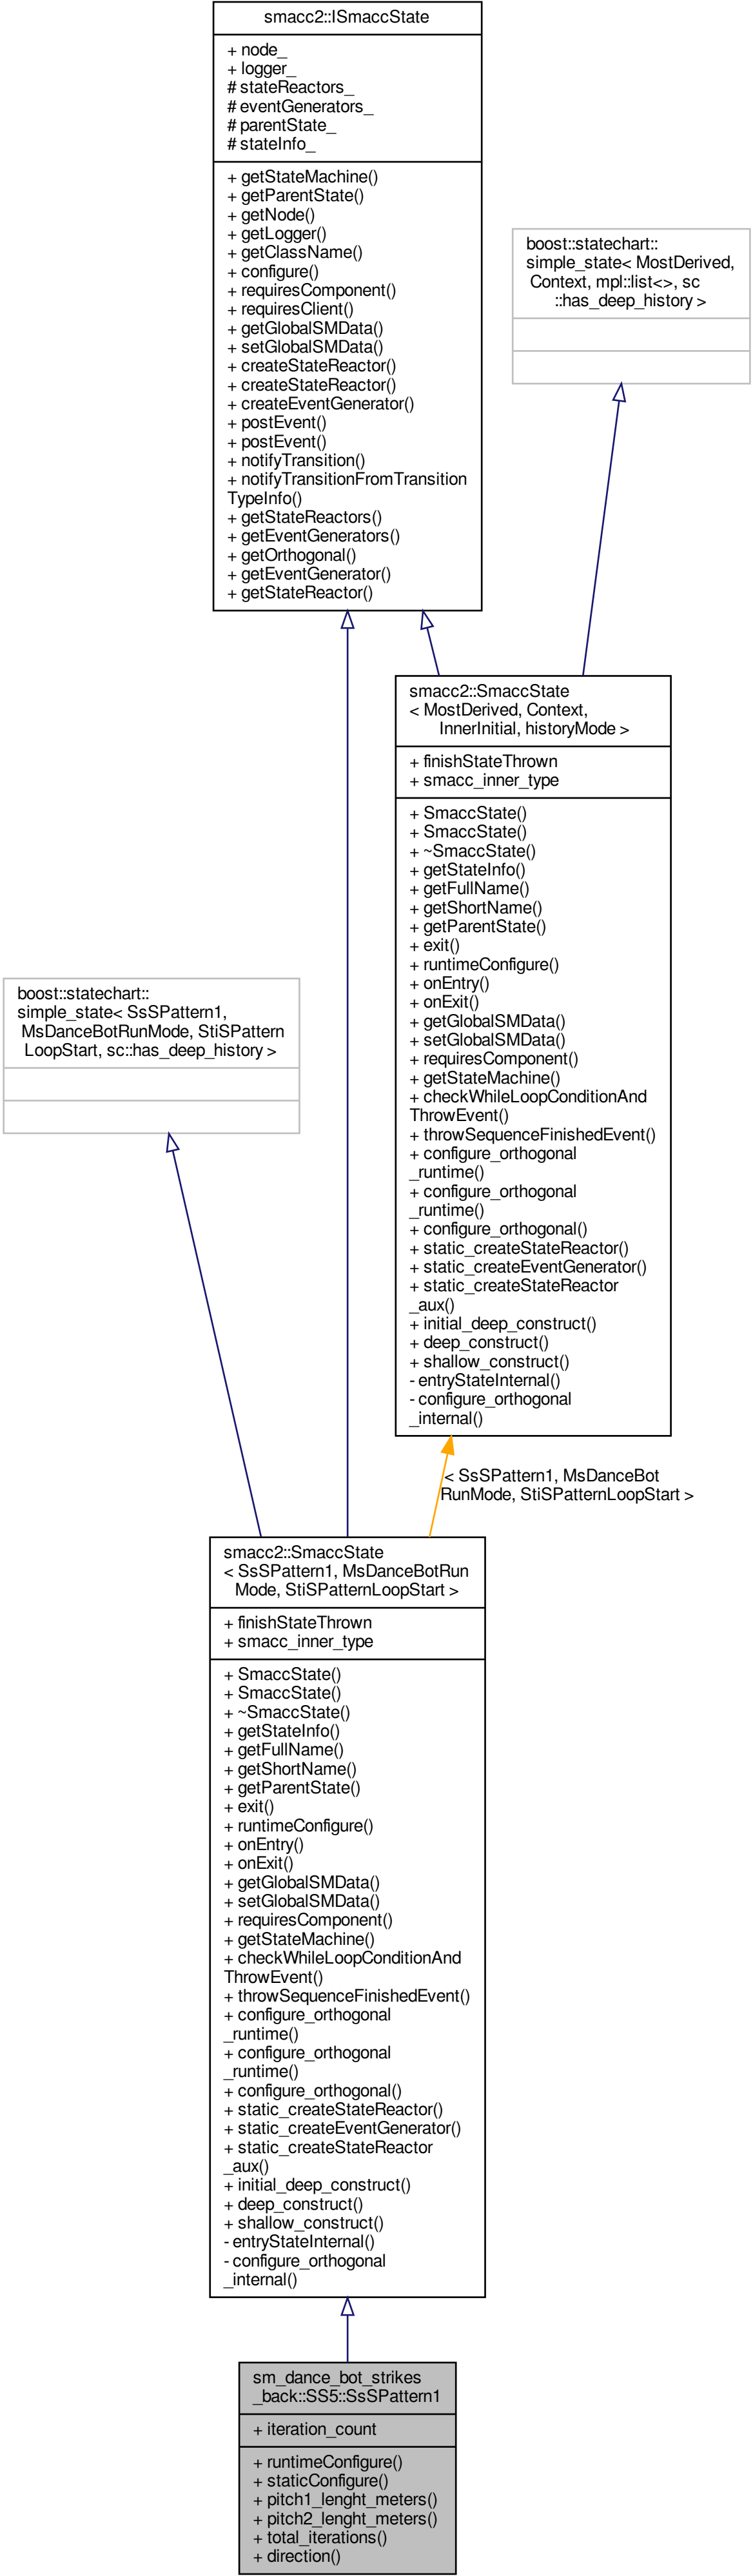 smacc2::ISmaccState
+ node_
+ logger_
# stateReactors_
# eventGenerators_
# parentState_
# stateInfo_
+ getStateMachine()
+ getParentState()
+ getNode()
+ getLogger()
+ getClassName()
+ configure()
+ requiresComponent()
+ requiresClient()
+ getGlobalSMData()
+ setGlobalSMData()
+ createStateReactor()
+ createStateReactor()
+ createEventGenerator()
+ postEvent()
+ postEvent()
+ notifyTransition()
+ notifyTransitionFromTransition
TypeInfo()
+ getStateReactors()
+ getEventGenerators()
+ getOrthogonal()
+ getEventGenerator()
+ getStateReactor()
boost::statechart::
simple_state< MostDerived,
Context, mpl::list<>, sc
::has_deep_history >
smacc2::SmaccState
< MostDerived, Context,
InnerInitial, historyMode >
+ finishStateThrown
+ smacc_inner_type
+ SmaccState()
+ SmaccState()
+ ~SmaccState()
+ getStateInfo()
+ getFullName()
+ getShortName()
+ getParentState()
+ exit()
+ runtimeConfigure()
+ onEntry()
+ onExit()
+ getGlobalSMData()
+ setGlobalSMData()
+ requiresComponent()
+ getStateMachine()
+ checkWhileLoopConditionAnd
ThrowEvent()
+ throwSequenceFinishedEvent()
+ configure_orthogonal
_runtime()
+ configure_orthogonal
_runtime()
+ configure_orthogonal()
+ static_createStateReactor()
+ static_createEventGenerator()
+ static_createStateReactor
_aux()
+ initial_deep_construct()
+ deep_construct()
+ shallow_construct()
- entryStateInternal()
- configure_orthogonal
_internal()
boost::statechart::
simple_state< SsSPattern1,
MsDanceBotRunMode, StiSPattern
LoopStart, sc::has_deep_history >
< SsSPattern1, MsDanceBot
RunMode, StiSPatternLoopStart >
smacc2::SmaccState
< SsSPattern1, MsDanceBotRun
Mode, StiSPatternLoopStart >
+ finishStateThrown
+ smacc_inner_type
+ SmaccState()
+ SmaccState()
+ ~SmaccState()
+ getStateInfo()
+ getFullName()
+ getShortName()
+ getParentState()
+ exit()
+ runtimeConfigure()
+ onEntry()
+ onExit()
+ getGlobalSMData()
+ setGlobalSMData()
+ requiresComponent()
+ getStateMachine()
+ checkWhileLoopConditionAnd
ThrowEvent()
+ throwSequenceFinishedEvent()
+ configure_orthogonal
_runtime()
+ configure_orthogonal
_runtime()
+ configure_orthogonal()
+ static_createStateReactor()
+ static_createEventGenerator()
+ static_createStateReactor
_aux()
+ initial_deep_construct()
+ deep_construct()
+ shallow_construct()
- entryStateInternal()
- configure_orthogonal
_internal()
sm_dance_bot_strikes
_back::SS5::SsSPattern1
+ iteration_count
+ runtimeConfigure()
+ staticConfigure()
+ pitch1_lenght_meters()
+ pitch2_lenght_meters()
+ total_iterations()
+ direction()